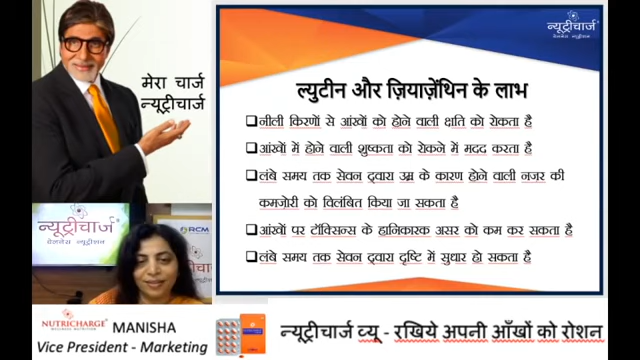 मेरा चार्ज
न्यूट्रीचार्ज
न्यूट्रीचार्ज
वेलनेस न्यूट्रीशन
RCM
NUTRICHARGE
WELLNESS NUTRITION
MANISHA
Vice President - Marketing
न्यूट्रीचार्ज
वेलनेस न्यूट्रीशन
ल्युटीन और ज़ियाज़ेंथिन के लाभ
नीली किरणों से आंखों को होने वाली क्षति को रोकता है
आंखों में होने वाली शुष्कता को रोकने में मदद करता है
लंबे समय तक सेवन द्वारा उम्र के कारण होने वाली नजर की
कमजोरी को विलंबित किया जा सकता है
आंखों पर टॉक्सिन्स के हानिकारक असर को कम कर सकता है
लंबे समय तक सेवन द्वारा दृष्टि में सुधार हो सकता है
न्यूट्रीचार्ज व्यू - रखिये अपनी आँखों को रोशन